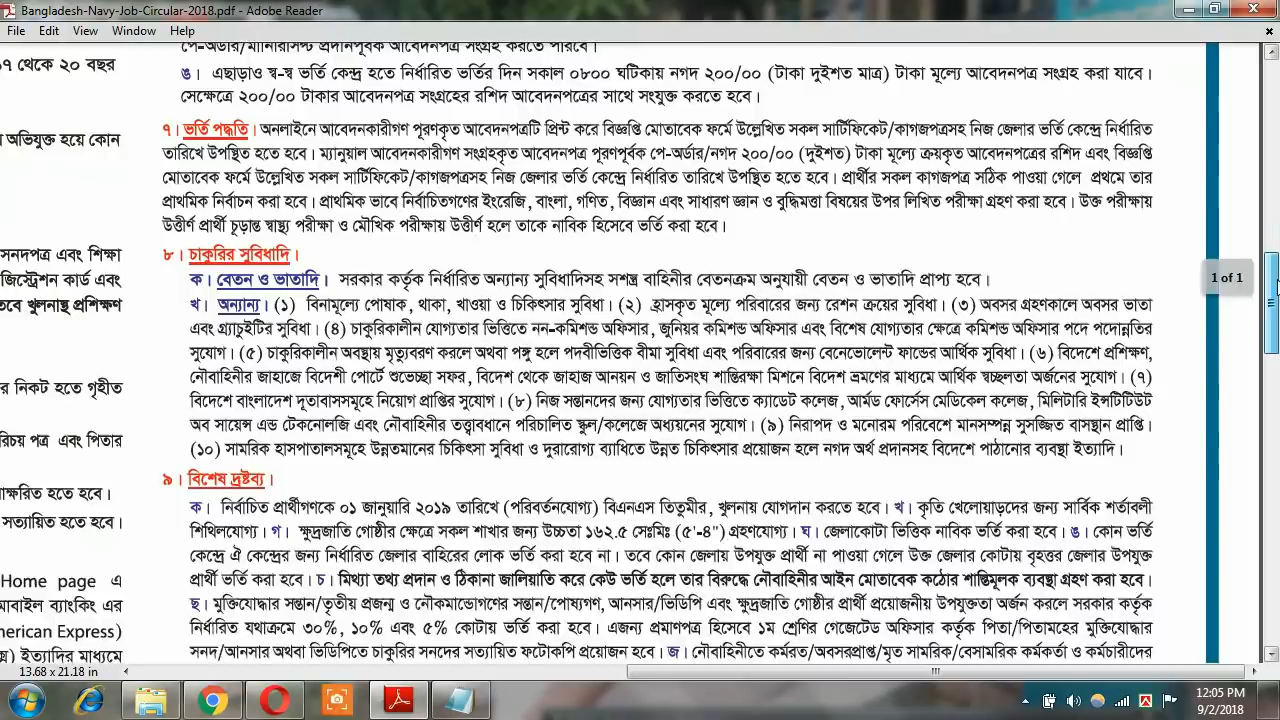 Bangladesh-Navy-Job-Circular-2018.pdf - Adobe Reader
File Edit View Window Help
পে-অর্ডার/মানিরিসিপ্ট প্রদানপূর্বক আবেদনপত্র সংগ্রহ করতে পারবে।
১৭ থেকে ২০ বছর
ঙ। এছাড়াও স্ব-স্ব ভর্তি কেন্দ্র হতে নির্ধারিত ভর্তির দিন সকাল ০৮০০ ঘটিকায় নগদ ২০০/০০ (টাকা দুইশত মাত্র) টাকা মূল্যে আবেদনপত্র সংগ্রহ করা যাবে।
সেক্ষেত্রে ২০০/০০ টাকার আবেদনপত্র সংগ্রহের রশিদ আবেদনপত্রের সাথে সংযুক্ত করতে হবে।
অভিযুক্ত হয়ে কোন
৭। ভর্তি পদ্ধতি। অনলাইনে আবেদনকারীগণ পূরণকৃত আবেদনপত্রটি প্রিন্ট করে বিজ্ঞপ্তি মোতাবেক ফর্মে উল্লেখিত সকল সার্টিফিকেট/কাগজপত্রসহ নিজ জেলার ভর্তি কেন্দ্রে নির্ধারিত
তারিখে উপস্থিত হতে হবে। ম্যানুয়াল আবেদনকারীগণ সংগ্রহকৃত আবেদনপত্র পূরণপূর্বক পে-অর্ডার/নগদ ২০০/০০ (দুইশত) টাকা মূল্যে ক্রয়কৃত আবেদনপত্রের রশিদ এবং বিজ্ঞপ্তি
মোতাবেক ফর্মে উল্লেখিত সকল সার্টিফিকেট/কাগজপত্রসহ নিজ জেলার ভর্তি কেন্দ্রে নির্ধারিত তারিখে উপস্থিত হতে হবে। প্রার্থীর সকল কাগজপত্র সঠিক পাওয়া গেলে প্রথমে তার
প্রাথমিক নির্বাচন করা হবে। প্রাথমিক ভাবে নির্বাচিতগণের ইংরেজি, বাংলা, গণিত, বিজ্ঞান এবং সাধারণ জ্ঞান ও বুদ্ধিমত্তা বিষয়ের উপর লিখিত পরীক্ষা গ্রহণ করা হবে। উক্ত পরীক্ষায়
উত্তীর্ণ প্রার্থী চূড়ান্ত স্বাস্থ্য পরীক্ষা ও মৌখিক পরীক্ষায় উত্তীর্ণ হলে তাকে নাবিক হিসেবে ভর্তি করা হবে।
সনদপত্র এবং শিক্ষা
জিস্ট্রেশন কার্ড এবং
তবে খুলনাস্থ প্রশিক্ষণ
৮। চাকুরির সুবিধাদি।
ক। বেতন ও ভাতাদি। সরকার কর্তৃক নির্ধারিত অন্যান্য সুবিধাদিসহ সশস্ত্র বাহিনীর বেতনক্রম অনুযায়ী বেতন ও ভাতাদি প্রাপ্য হবে।
1 of 1
খ। অন্যান্য। (১) বিনামূল্যে পোষাক, থাকা, খাওয়া ও চিকিৎসার সুবিধা। (২) হ্রাসকৃত মূল্যে পরিবারের জন্য রেশন ক্রয়ের সুবিধা। (৩) অবসর গ্রহণকালে অবসর ভাতা
এবং গ্র্যাচুইটির সুবিধা। (৪) চাকুরিকালীন যোগ্যতার ভিত্তিতে নন-কমিশন্ড অফিসার, জুনিয়র কমিশন্ড অফিসার এবং বিশেষ যোগ্যতার ক্ষেত্রে কমিশন্ড অফিসার পদে পদোন্নতির
সুযোগ। (৫) চাকুরিকালীন অবস্থায় মৃত্যুবরণ করলে অথবা পঙ্গু হলে পদবীভিত্তিক বীমা সুবিধা এবং পরিবারের জন্য বেনেভোলেন্ট ফান্ডের আর্থিক সুবিধা। (৬) বিদেশে প্রশিক্ষণ,
নৌবাহিনীর জাহাজে বিদেশী পোর্টে শুভেচ্ছা সফর, বিদেশ থেকে জাহাজ আনয়ন ও জাতিসংঘ শান্তিরক্ষা মিশনে বিদেশ ভ্রমণের মাধ্যমে আর্থিক স্বচ্ছলতা অর্জনের সুযোগ। (৭)
বিদেশে বাংলাদেশ দূতাবাসসমূহে নিয়োগ প্রাপ্তির সুযোগ। (৮) নিজ সন্তানদের জন্য যোগ্যতার ভিত্তিতে ক্যাডেট কলেজ, আর্মড ফোর্সেস মেডিকেল কলেজ, মিলিটারি ইন্সটিটিউট
অব সায়েন্স এন্ড টেকনোলজি এবং নৌবাহিনীর তত্ত্বাবধানে পরিচালিত স্কুল/কলেজে অধ্যয়নের সুযোগ। (৯) নিরাপদ ও মনোরম পরিবেশে মানসম্পন্ন সুসজ্জিত বাসস্থান প্রাপ্তি।
(১০) সামরিক হাসপাতালসমূহে উন্নতমানের চিকিৎসা সুবিধা ও দুরারোগ্য ব্যাধিতে উন্নত চিকিৎসার প্রয়োজন হলে নগদ অর্থ প্রদানসহ বিদেশে পাঠানোর ব্যবস্থা ইত্যাদি।
র নিকট হতে গৃহীত
রিচয় পত্র এবং পিতার
াক্ষরিত হতে হবে।
সত্যায়িত হতে হবে।
৯। বিশেষ দ্রষ্টব্য।
ক। নির্বাচিত প্রার্থীগণকে ০১ জানুয়ারি ২০১৯ তারিখে (পরিবর্তনযোগ্য) বিএনএস তিতুমীর, খুলনায় যোগদান করতে হবে। খ। কৃতি খেলোয়াড়দের জন্য সার্বিক শর্তাবলী
শিথিলযোগ্য। গ। ক্ষুদ্রজাতি গোষ্ঠীর ক্ষেত্রে সকল শাখার জন্য উচ্চতা ১৬২.৫ সেঃমিঃ (৫'-৪") গ্রহণযোগ্য। ঘ। জেলাকোটা ভিত্তিক নাবিক ভর্তি করা হবে। ঙ। কোন ভর্তি
কেন্দ্রে ঐ কেন্দ্রের জন্য নির্ধারিত জেলার বাহিরের লোক ভর্তি করা হবে না। তবে কোন জেলায় উপযুক্ত প্রার্থী না পাওয়া গেলে উক্ত জেলার কোটায় বৃহত্তর জেলার উপযুক্ত
প্রার্থী ভর্তি করা হবে। চ। মিথ্যা তথ্য প্রদান ও ঠিকানা জালিয়াতি করে কেউ ভর্তি হলে তার বিরুদ্ধে নৌবাহিনীর আইন মোতাবেক কঠোর শাস্তিমূলক ব্যবস্থা গ্রহণ করা হবে।
ছ। মুক্তিযোদ্ধার সন্তান/তৃতীয় প্রজন্ম ও নৌকমান্ডোগণের সন্তান/পোষ্যগণ, আনসার/ভিডিপি এবং ক্ষুদ্রজাতি গোষ্ঠীর প্রার্থী প্রয়োজনীয় উপযুক্ততা অর্জন করলে সরকার কর্তৃক
নির্ধারিত যথাক্রমে ৩০%, ১০% এবং ৫% কোটায় ভর্তি করা হবে। এজন্য প্রমাণপত্র হিসেবে ১ম শ্রেণির গেজেটেড অফিসার কর্তৃক পিতা/পিতামহের মুক্তিযোদ্ধার
সনদ/আনসার অথবা ভিডিপিতে চাকুরির সনদের সত্যায়িত ফটোকপি প্রয়োজন হবে। জ। নৌবাহিনীতে কর্মরত/অবসরপ্রাপ্ত/মৃত সামরিক/বেসামরিক কর্মকর্তা ও কর্মচারীদের
Home page এ
মোবাইল ব্যাংকিং এর
merican Express)
ইত্যাদির মাধ্যমে
13.68 x 21.18 in
12:05 PM
9/2/2018